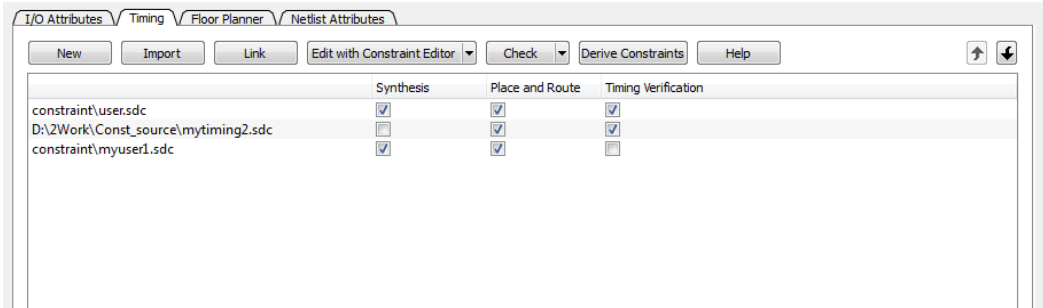 I/O Attributes Timing Floor Planner Netlist Attributes
New Import Link Edit with Constraint Editor Check Derive Constraints Help
Synthesis Place and Route Timing Verification
constraint\user.sdc
D:\2Work\Const_source\mytiming2.sdc
constraint\myuser1.sdc